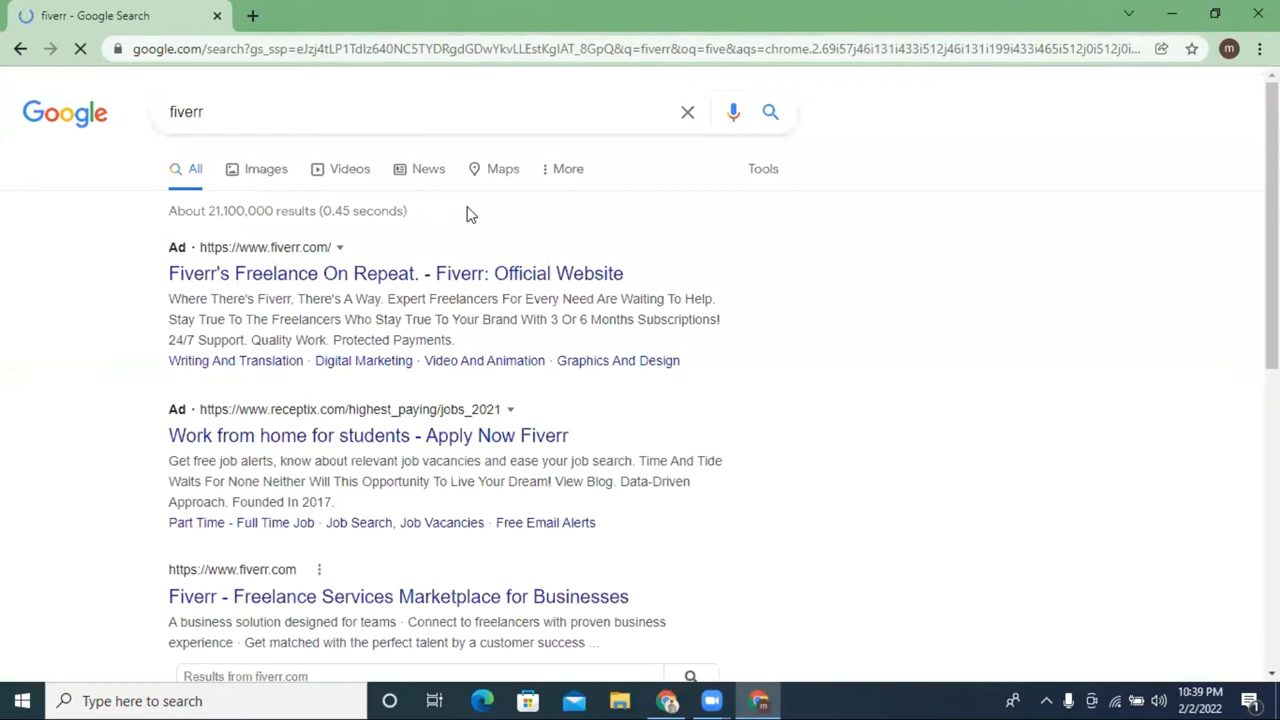 fiverr - Google Search
google.com/search?gs_ssp=eJzj4tLP1TdIz640NC5TYDRgdGDwYkvLLEstKgIAT_8GpQ&q=fiverr&oq=five&aqs=chrome.2.69i57j46i131i433i512j46i131i199i433i465i512j0i512j0i...
m
Google
fiverr
All Images Videos News Maps More Tools
About 21,100,000 results (0.45 seconds)
Ad · https://www.fiverr.com/
Fiverr's Freelance On Repeat. - Fiverr: Official Website
Where There's Fiverr, There's A Way. Expert Freelancers For Every Need Are Waiting To Help.
Stay True To The Freelancers Who Stay True To Your Brand With 3 Or 6 Months Subscriptions!
24/7 Support. Quality Work. Protected Payments.
Writing And Translation · Digital Marketing · Video And Animation · Graphics And Design
Ad · https://www.receptix.com/highest_paying/jobs_2021
Work from home for students - Apply Now Fiverr
Get free job alerts, know about relevant job vacancies and ease your job search. Time And Tide
Waits For None Neither Will This Opportunity To Live Your Dream! View Blog. Data-Driven
Approach. Founded In 2017.
Part Time - Full Time Job · Job Search, Job Vacancies · Free Email Alerts
https://www.fiverr.com
Fiverr - Freelance Services Marketplace for Businesses
A business solution designed for teams · Connect to freelancers with proven business
experience · Get matched with the perfect talent by a customer success ...
Results from fiverr.com
Type here to search
10:39 PM
2/2/2022